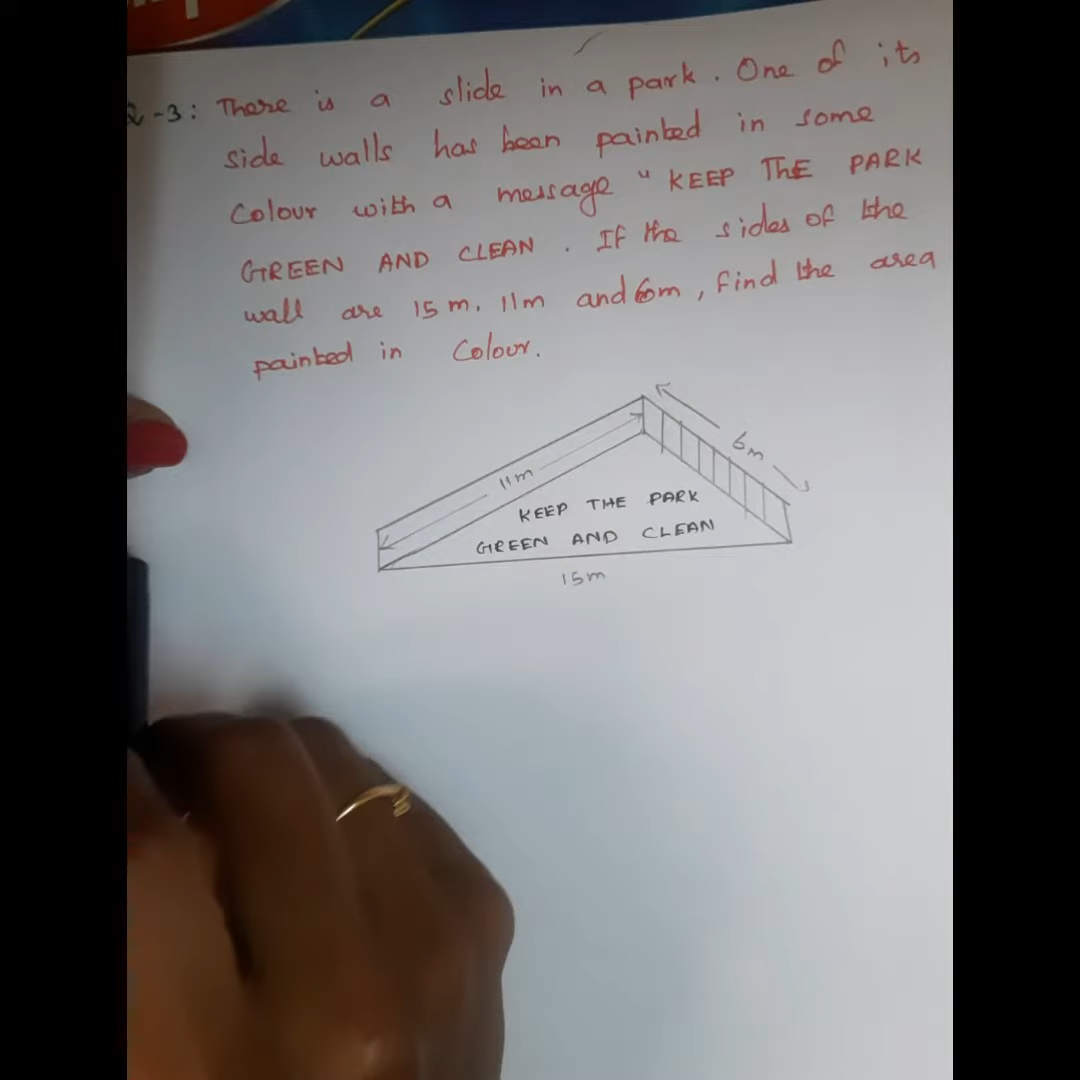 Q-3: There is a slide in a park. One of its
side walls has been painted in some
Colour with a message "KEEP THE PARK
GREEN AND CLEAN. If the sides of the
wall are 15m, 11m and 6m, find the area
painted in Colour.
6m
11m
KEEP THE PARK
GREEN AND CLEAN
15m